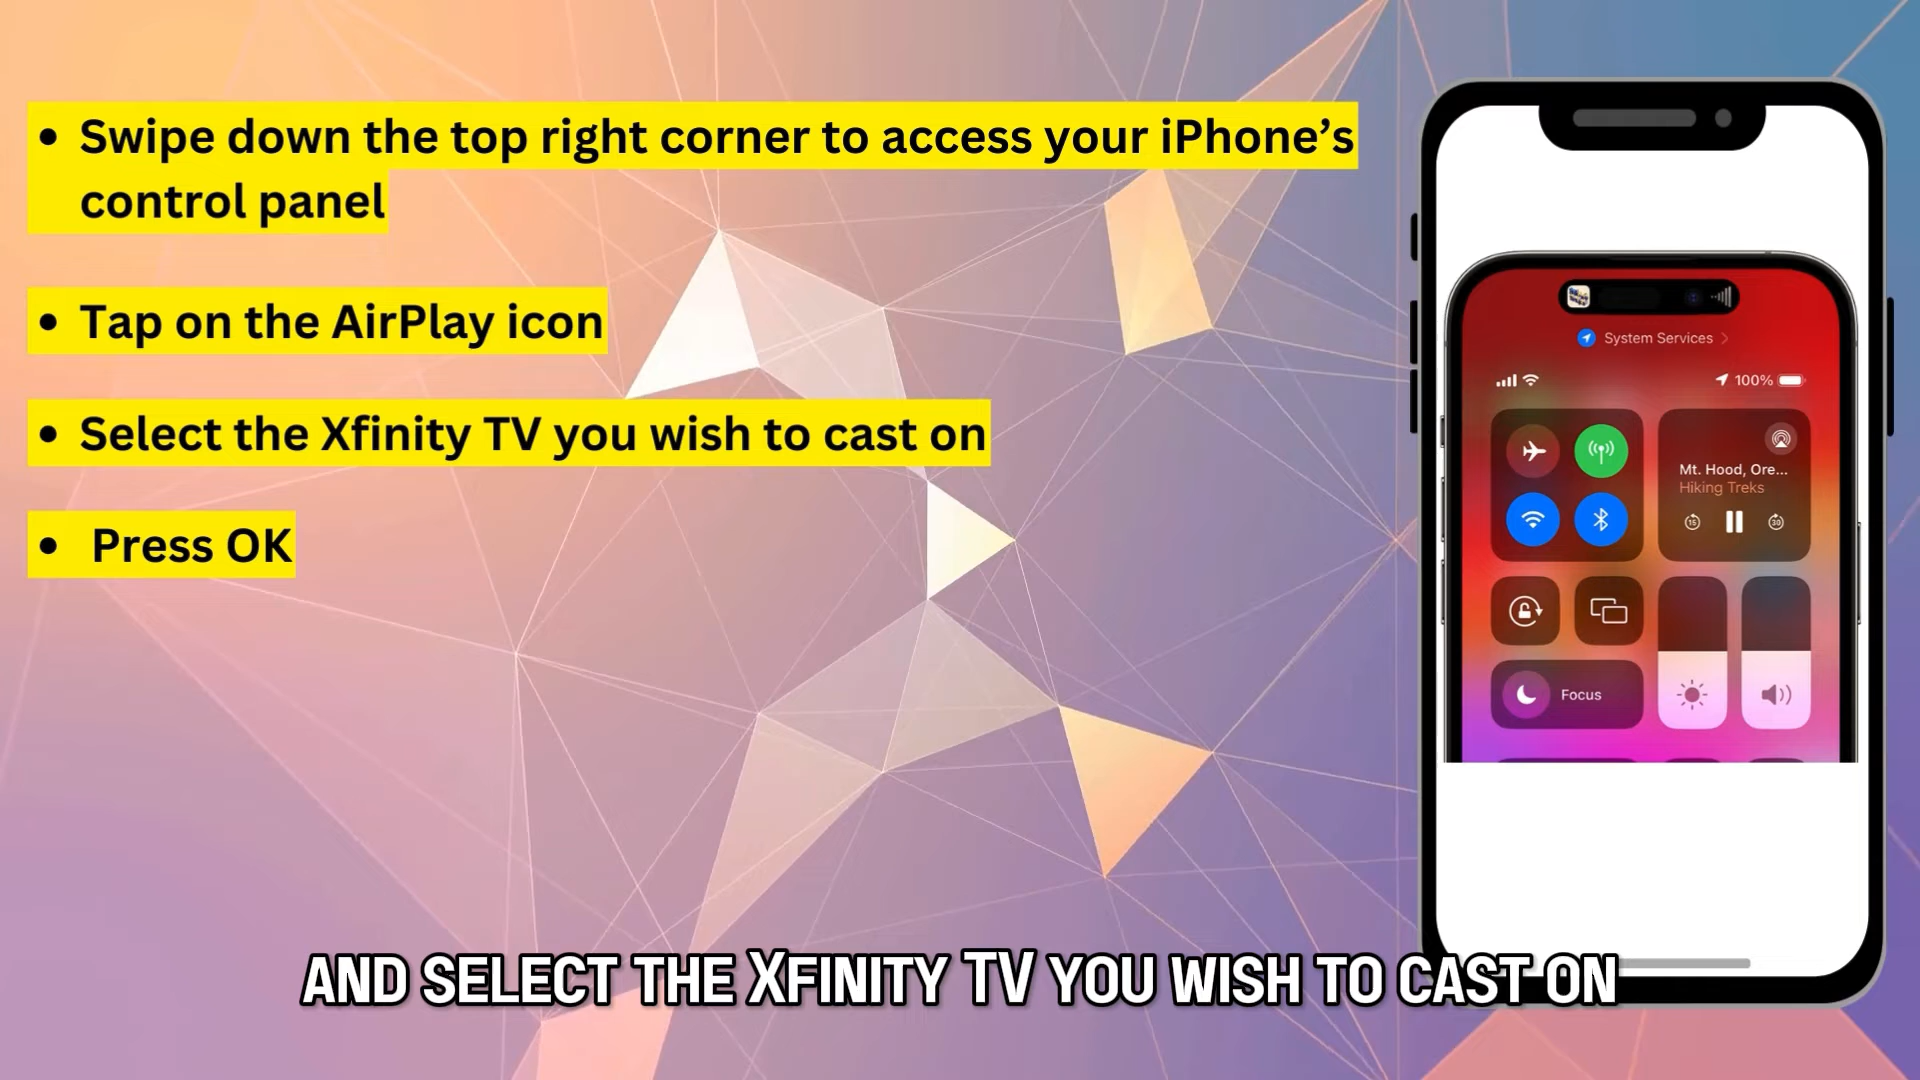 • Swipe down the top right corner to access your iPhone’s
control panel
• Tap on the AirPlay icon
• Select the Xfinity TV you wish to cast on
• Press OK
System Services
100%
Mt. Hood, Ore...
Hiking Treks
15
30
Focus
AND SELECT THE XFINITY TV YOU WISH TO CAST ON